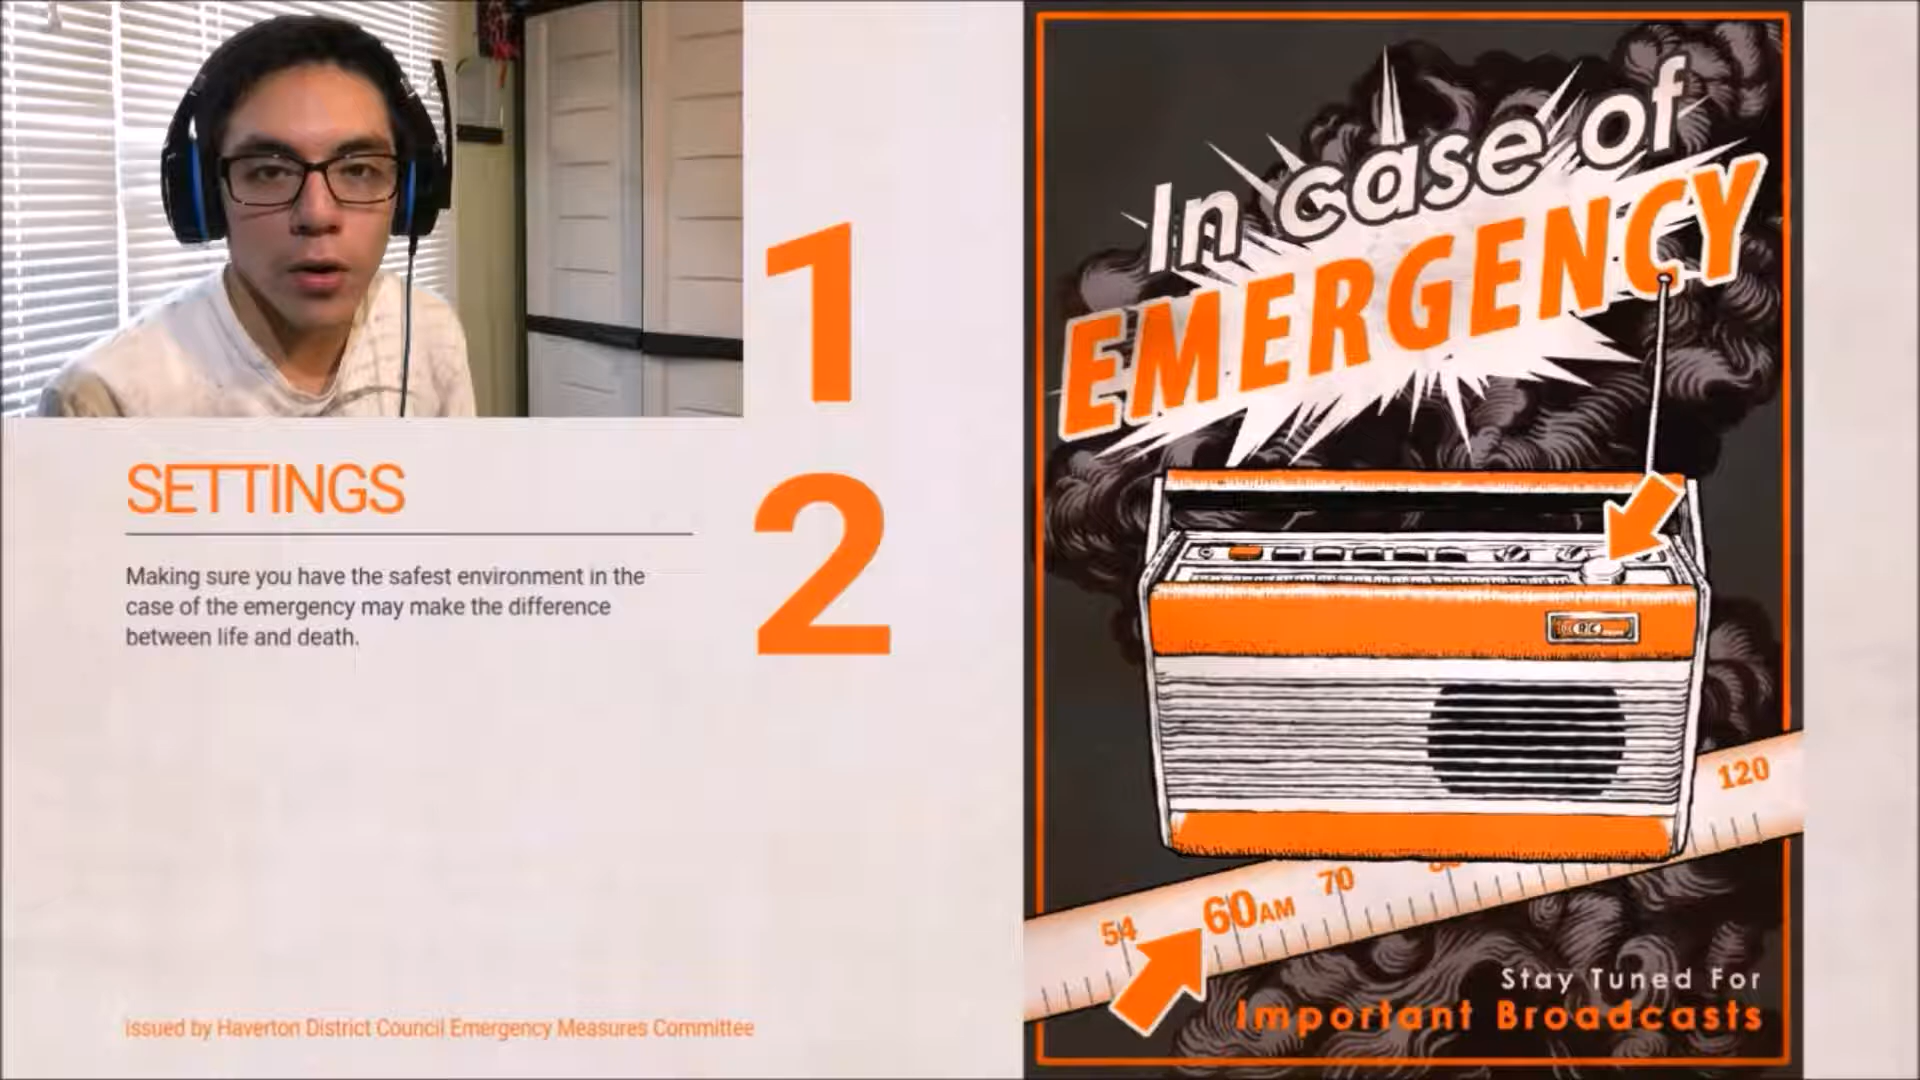 1
2
SETTINGS
Making sure you have the safest environment in the
case of the emergency may make the difference
between life and death.
issued by Haverton District Council Emergency Measures Committee
In case of
EMERGENCY
120
70
60AM
54
Stay Tuned For
Important Broadcasts